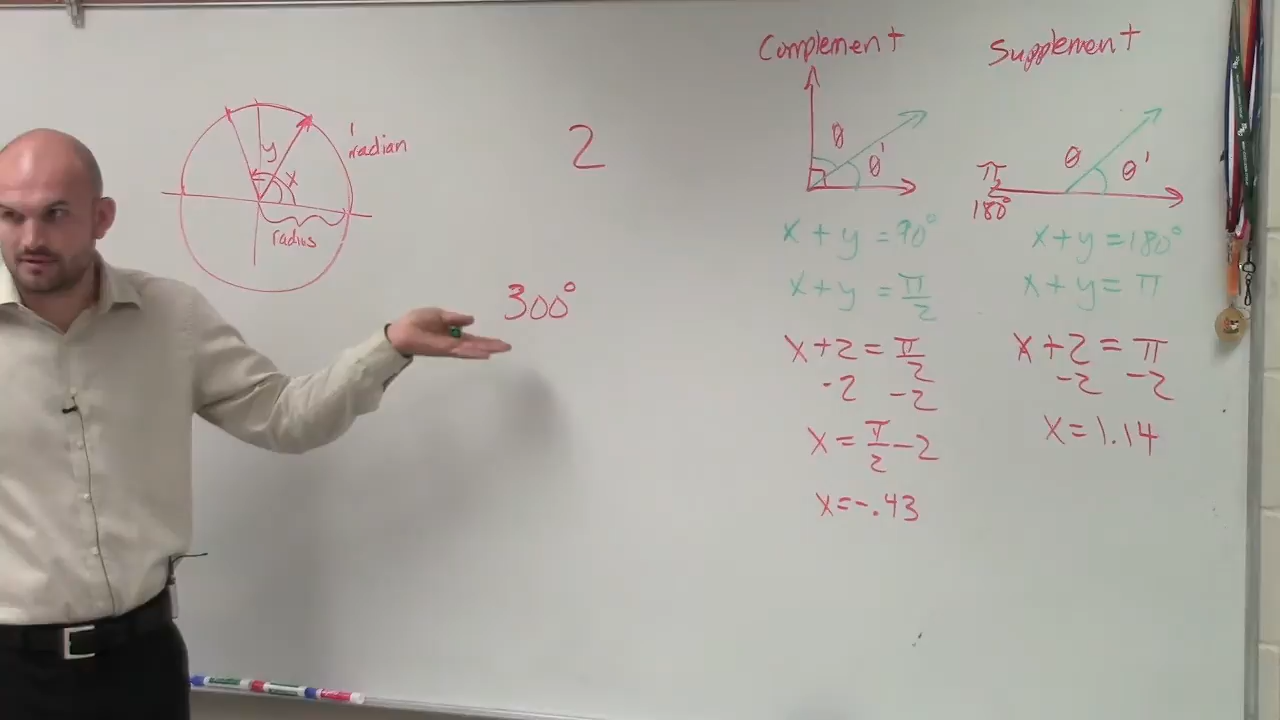 y
x
1 radian
radius
2
300°
Complement
θ
θ'
x + y = 90°
x + y = π/2
x + 2 = π/2
-2 -2
x = π/2 - 2
x = -.43
Supplement
π
180°
θ
θ'
x + y = 180°
x + y = π
x + 2 = π
-2 -2
x = 1.14